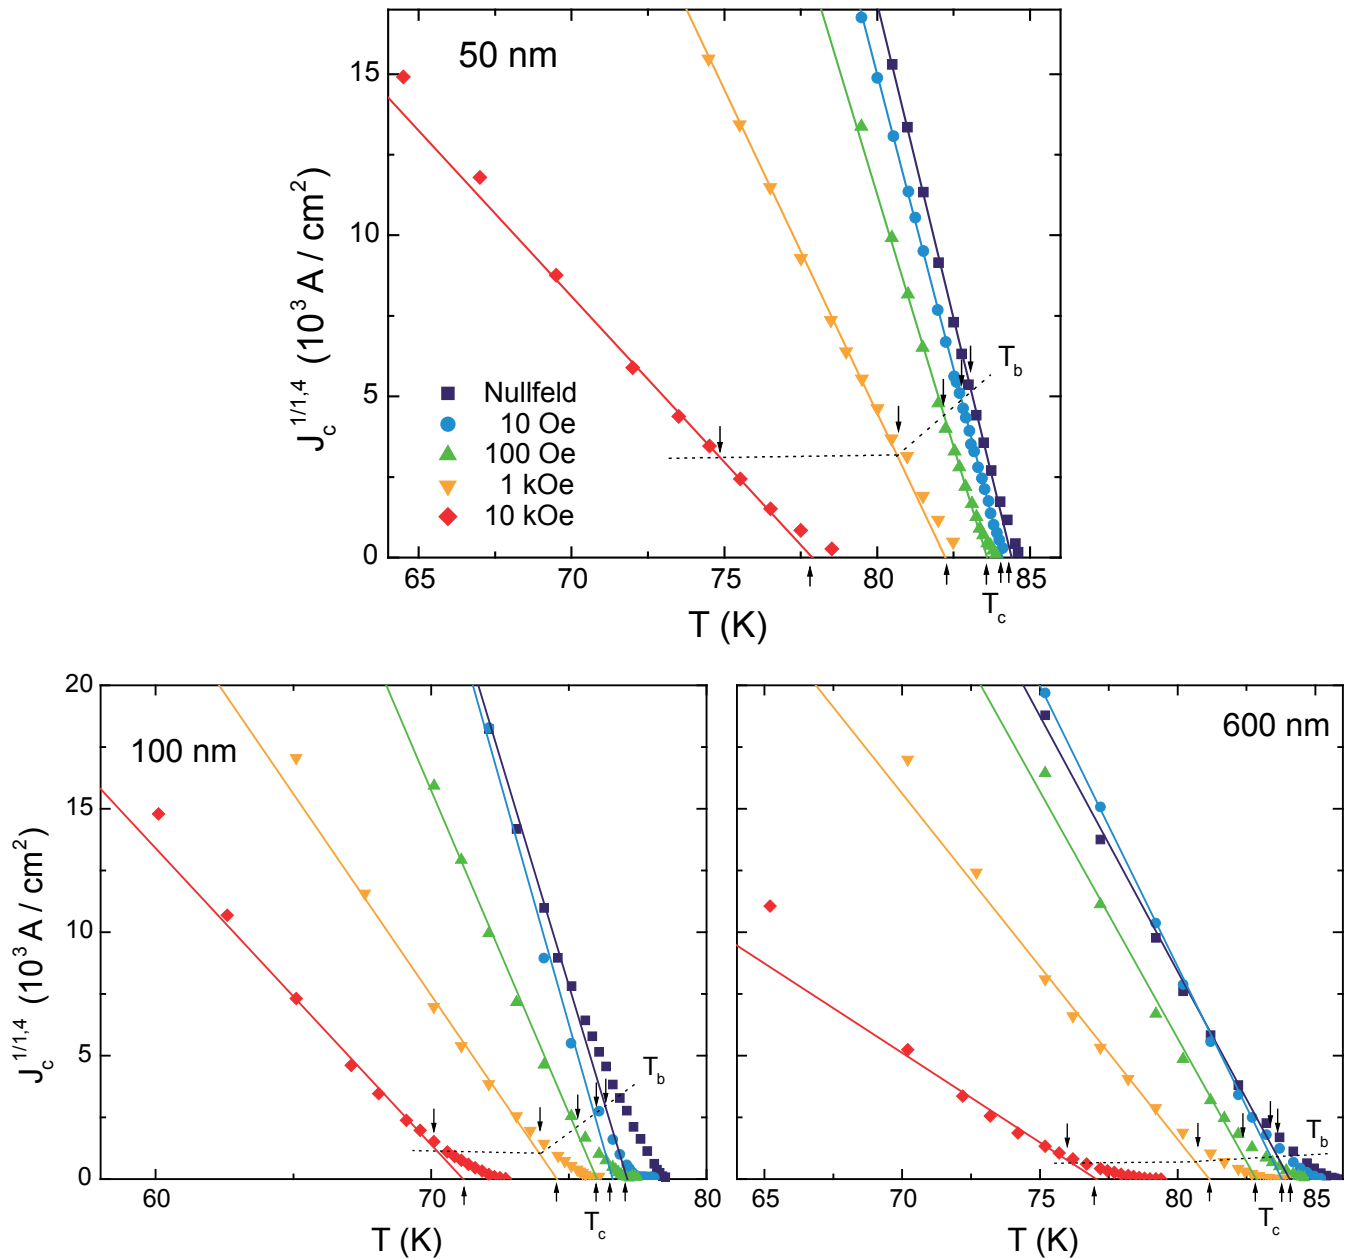 50 nm
15
10
5
0
J_c^1/1,4 (10^3 A / cm^2)
Nullfeld
10 Oe
100 Oe
1 kOe
10 kOe
T_b
65 70 75 80 85
T_c
T (K)
100 nm
20
15
10
5
0
J_c^1/1,4 (10^3 A / cm^2)
T_b
60 70 80
T_c
T (K)
600 nm
T_b
65 70 75 80 85
T_c
T (K)